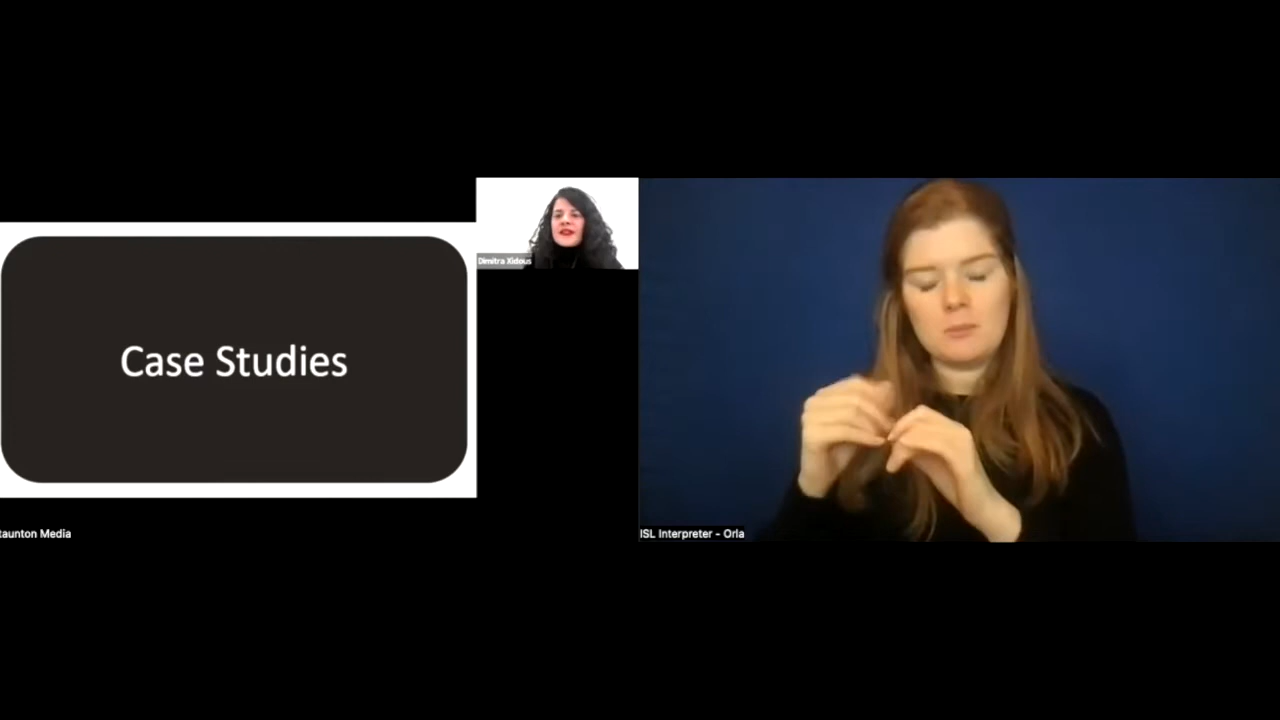 Case Studies
Dimitra Xidous
taunton Media
ISL Interpreter - Orla